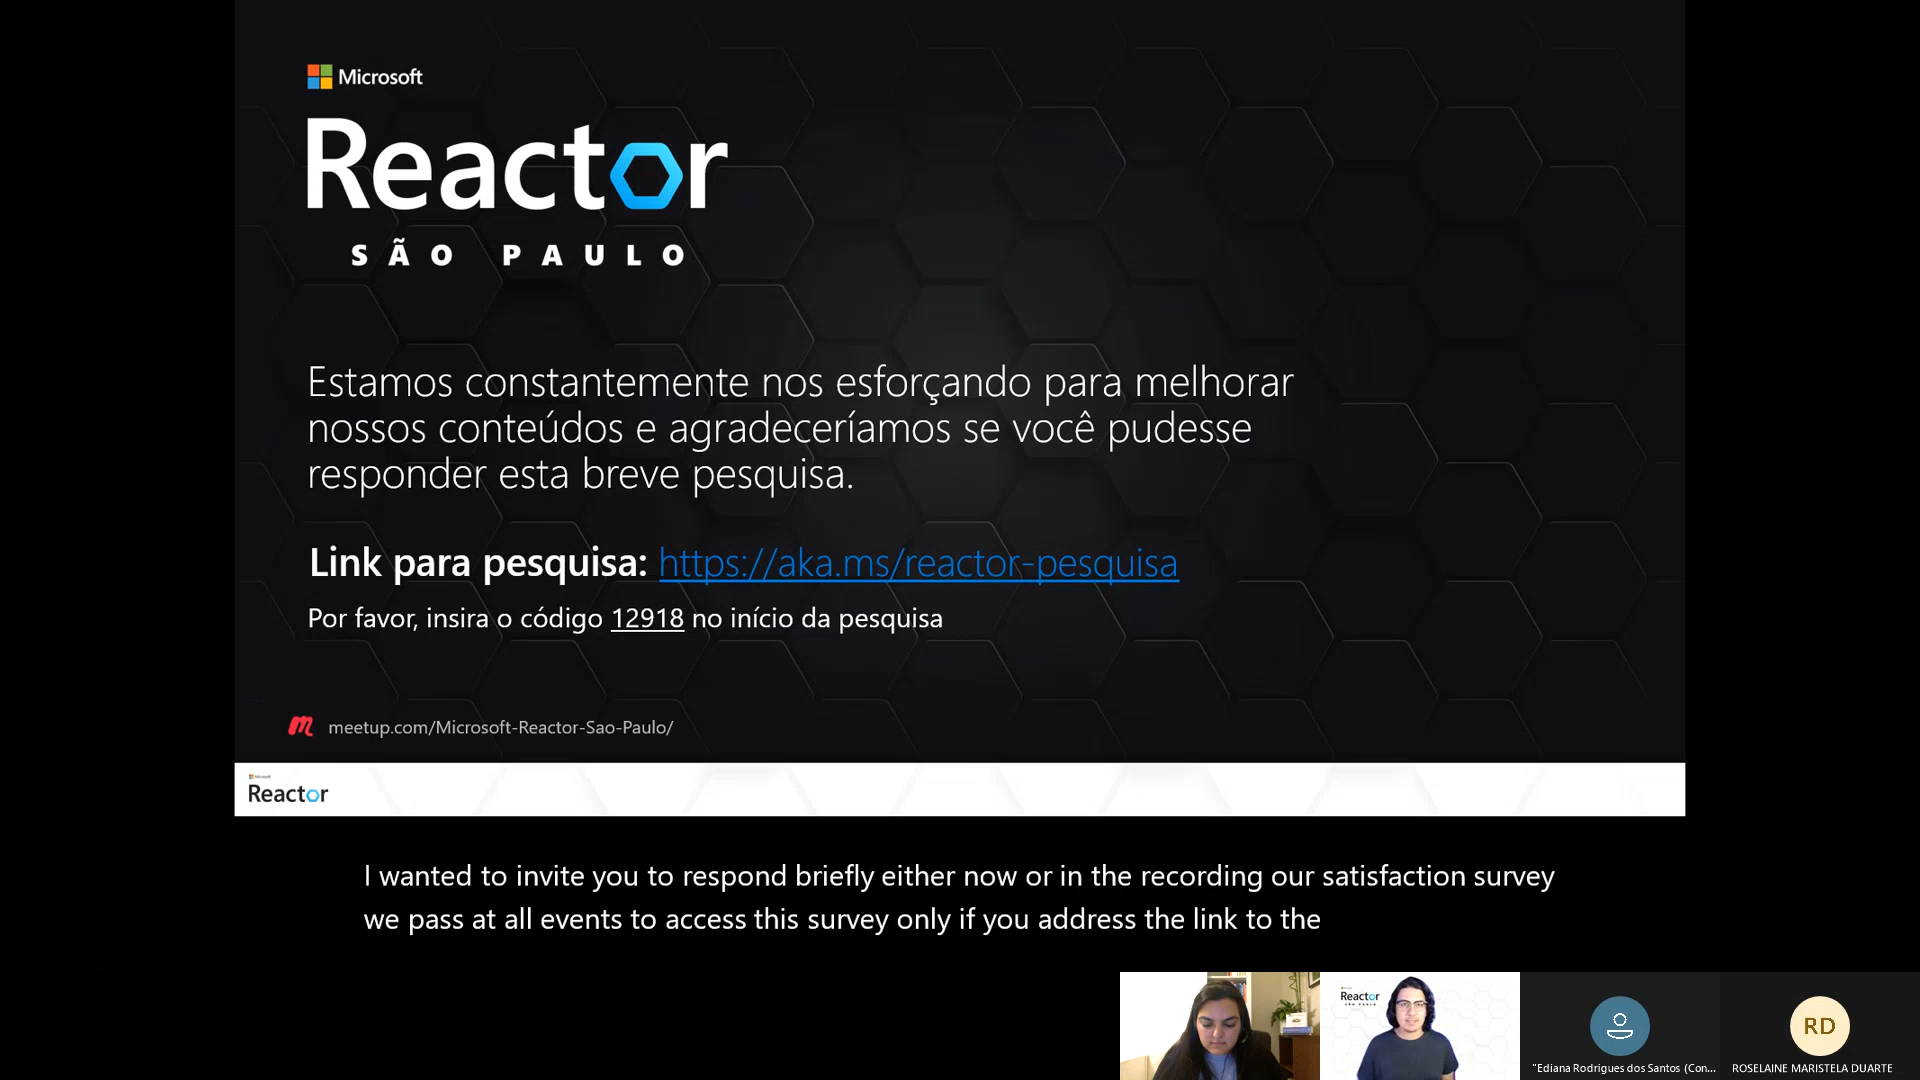 Microsoft
Reactor
SÃO PAULO
Estamos constantemente nos esforçando para melhorar
nossos conteúdos e agradeceríamos se você pudesse
responder esta breve pesquisa.
Link para pesquisa: https://aka.ms/reactor-pesquisa
Por favor, insira o código 12918 no início da pesquisa
m meetup.com/Microsoft-Reactor-Sao-Paulo/
Microsoft
Reactor
I wanted to invite you to respond briefly either now or in the recording our satisfaction survey
we pass at all events to access this survey only if you address the link to the
Reactor
SÃO PAULO
RD
"Ediana Rodrigues dos Santos (Con...
ROSELAINE MARISTELA DUARTE